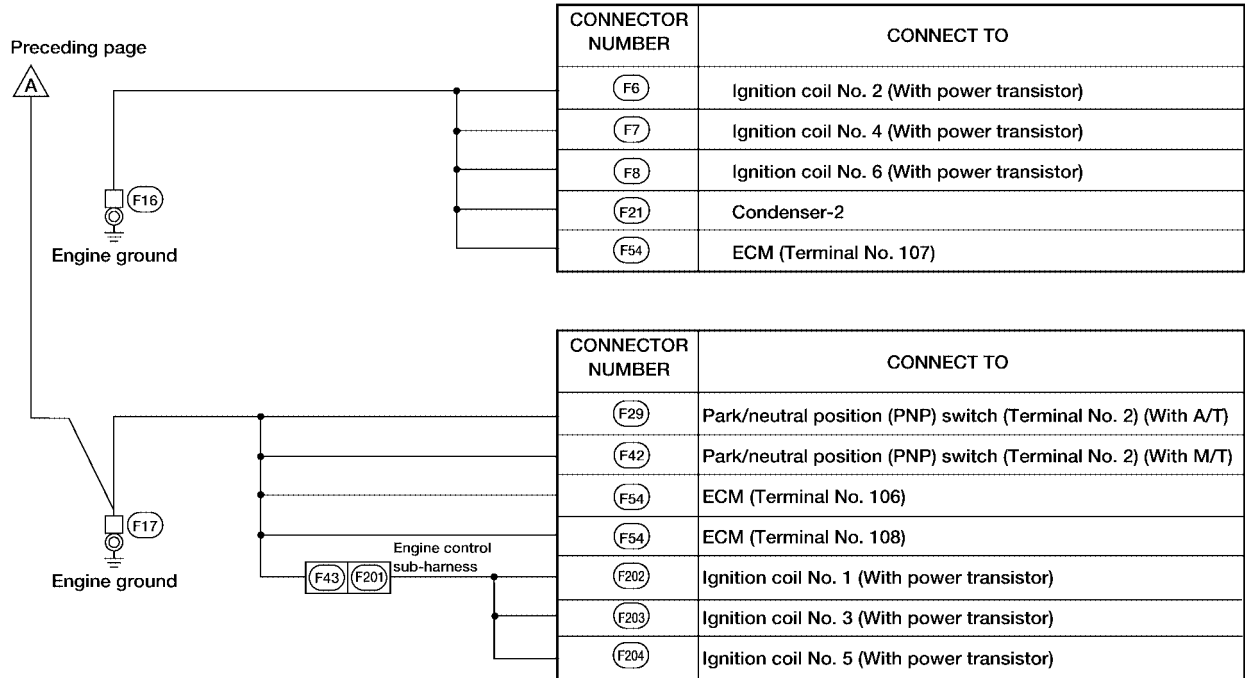 Preceding page
A
F16
Engine ground
CONNECTOR NUMBER CONNECT TO
F6 Ignition coil No. 2 (With power transistor)
F7 Ignition coil No. 4 (With power transistor)
F8 Ignition coil No. 6 (With power transistor)
F21 Condenser-2
F54 ECM (Terminal No. 107)
F17
Engine ground
F43 F201
Engine control
sub-harness
CONNECTOR NUMBER CONNECT TO
F29 Park/neutral position (PNP) switch (Terminal No. 2) (With A/T)
F42 Park/neutral position (PNP) switch (Terminal No. 2) (With M/T)
F54 ECM (Terminal No. 106)
F54 ECM (Terminal No. 108)
F202 Ignition coil No. 1 (With power transistor)
F203 Ignition coil No. 3 (With power transistor)
F204 Ignition coil No. 5 (With power transistor)